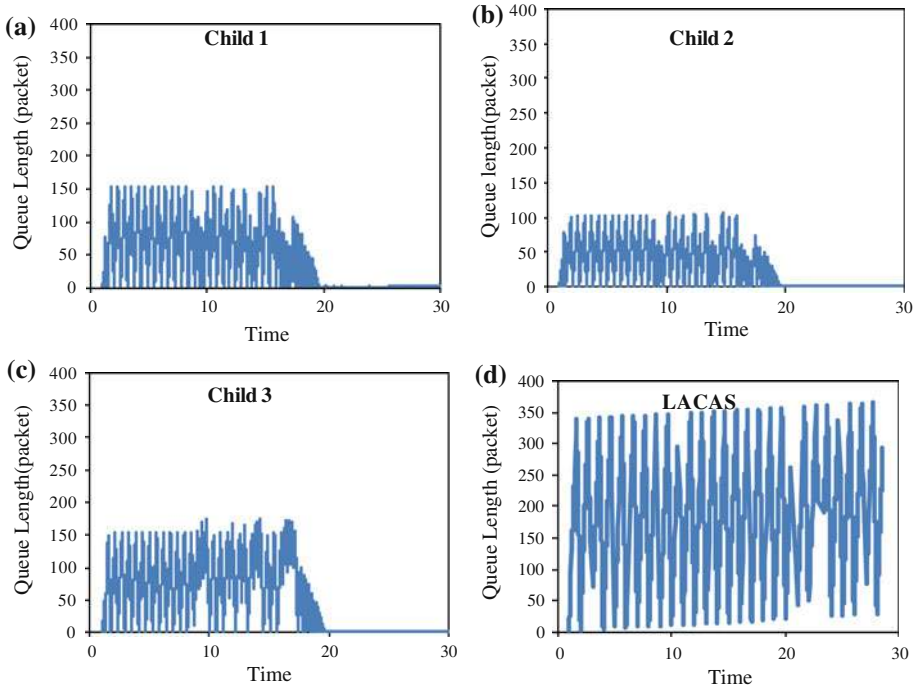 (a)
Child 1
Queue Length (packet)
400
350
300
250
200
150
100
50
0
0 10 20 30
Time
(b)
Child 2
Queue length(packet)
400
350
300
250
200
150
100
50
0
0 10 20 30
Time
(c)
Child 3
Queue Length(packet)
400
350
300
250
200
150
100
50
0
0 10 20 30
Time
(d)
LACAS
Queue Length (packet)
400
350
300
250
200
150
100
50
0
0 10 20 30
Time